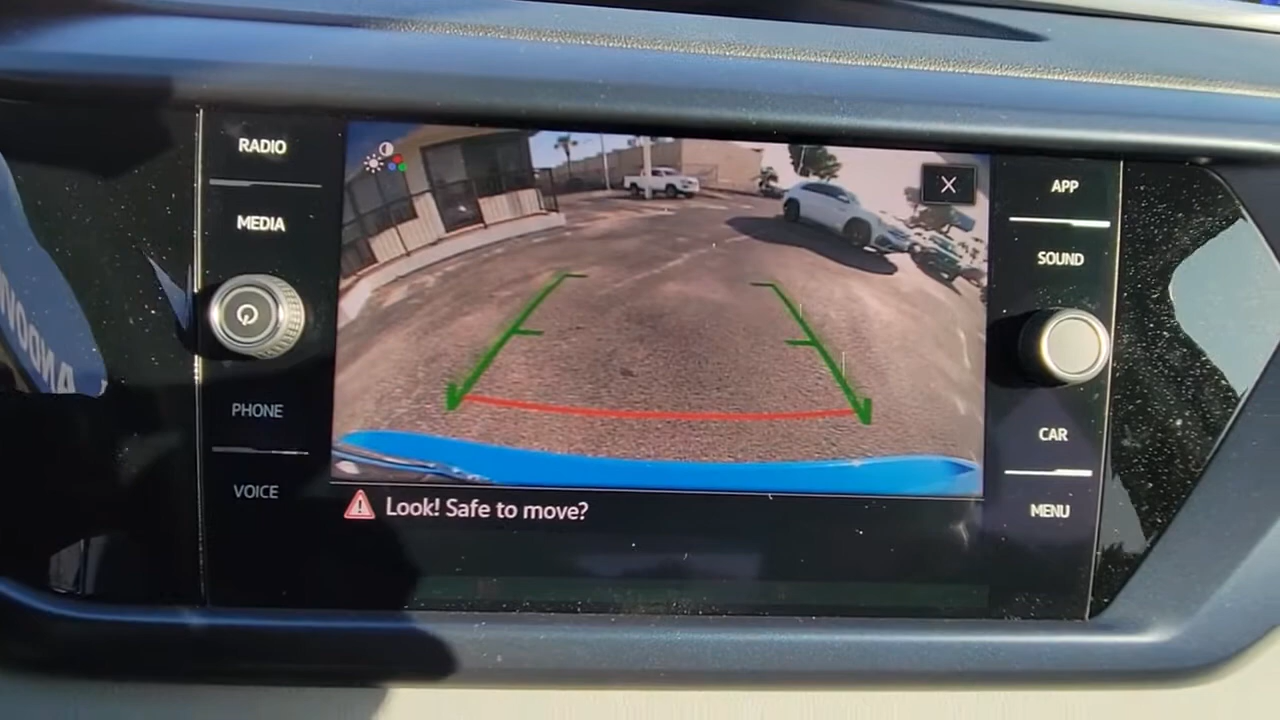 RADIO
MEDIA
PHONE
VOICE
Look! Safe to move?
APP
SOUND
CAR
MENU